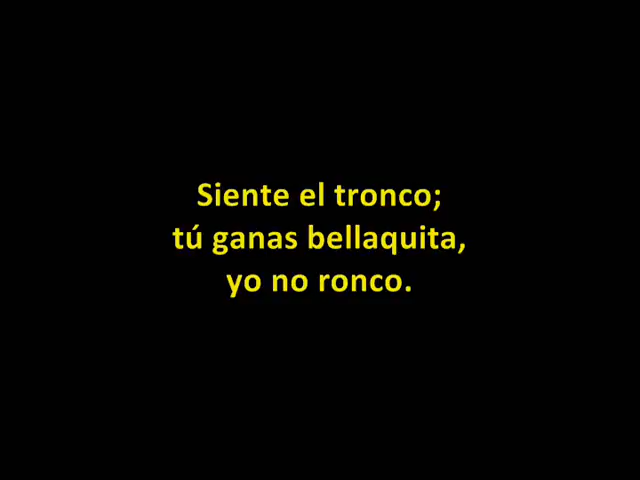 Siente el tronco;
tú ganas bellaquita,
yo no ronco.